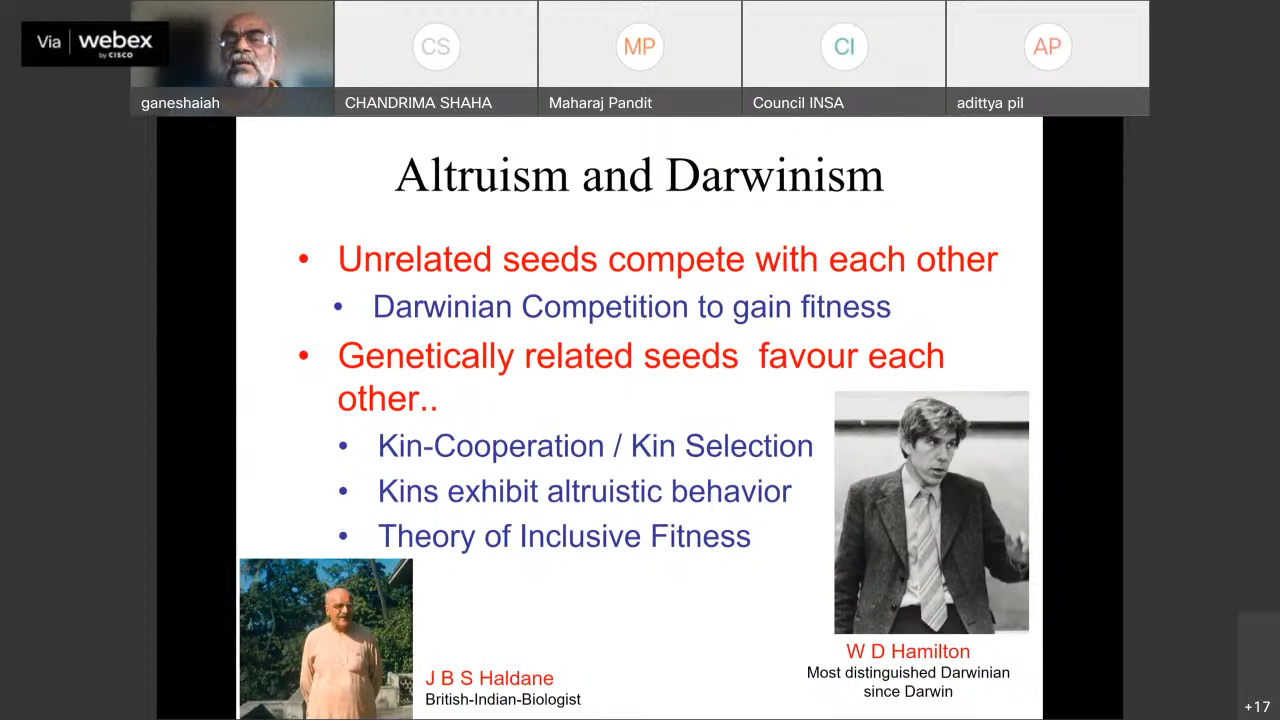 Via webex
by CISCO
CS
MP
CI
AP
ganeshaiah
CHANDRIMA SHAHA
Maharaj Pandit
Council INSA
adittya pil
Altruism and Darwinism
• Unrelated seeds compete with each other
• Darwinian Competition to gain fitness
• Genetically related seeds favour each
other..
• Kin-Cooperation / Kin Selection
• Kins exhibit altruistic behavior
• Theory of Inclusive Fitness
W D Hamilton
Most distinguished Darwinian
since Darwin
J B S Haldane
British-Indian-Biologist
+17